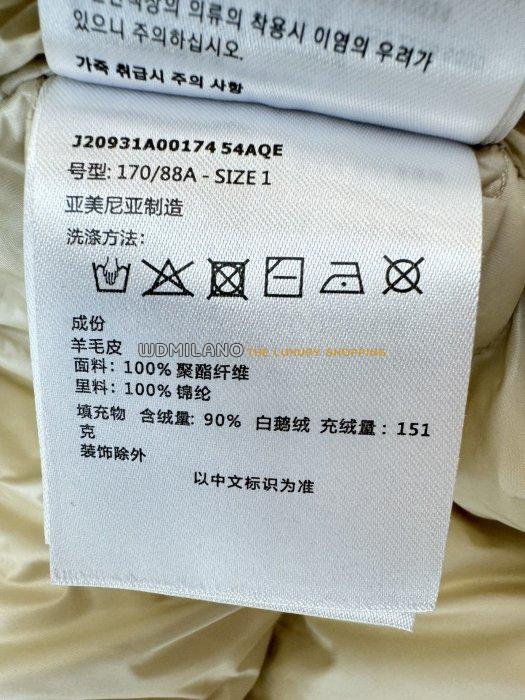 있으니 주의하십시오.
가죽 취급시 주의 사항
J20931A00174 54AQE
号型: 170/88A - SIZE 1
亚美尼亚制造
洗涤方法:
成份
羊毛皮
WDMILANO THE LUXURY SHOPPING
面料: 100% 聚酯纤维
里料: 100% 锦纶
填充物 含绒量: 90% 白鹅绒 充绒量: 151
克
装饰除外
以中文标识为准